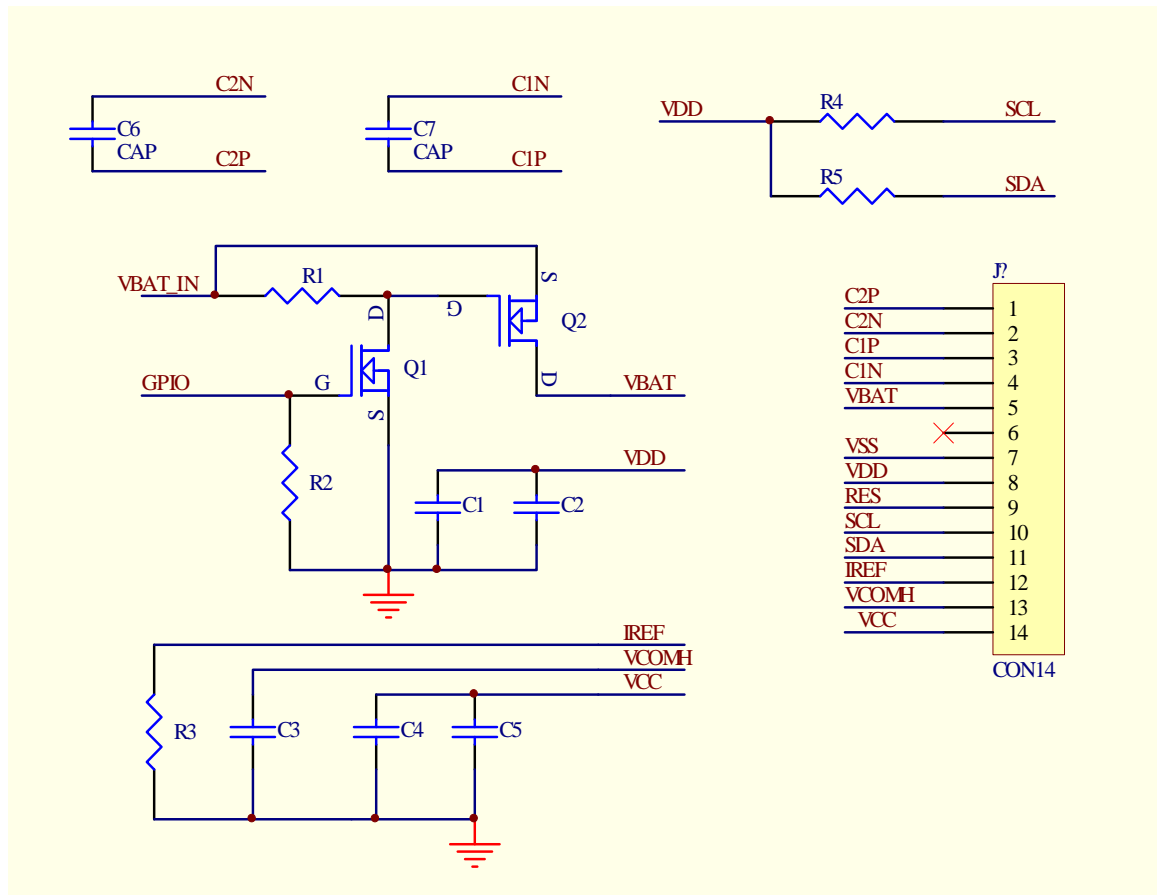 C2N
C6
CAP
C2P
C1N
C7
CAP
C1P
VDD
R4
SCL
R5
SDA
VBAT_IN
R1
S
D
G
Q2
Q1
D
VBAT
GPIO
G
S
R2
VDD
C1
C2
J?
C2P 1
C2N 2
C1P 3
C1N 4
VBAT 5
6
VSS 7
VDD 8
RES 9
SCL 10
SDA 11
IREF 12
VCOMH 13
VCC 14
CON14
IREF
VCOMH
VCC
R3
C3
C4
C5